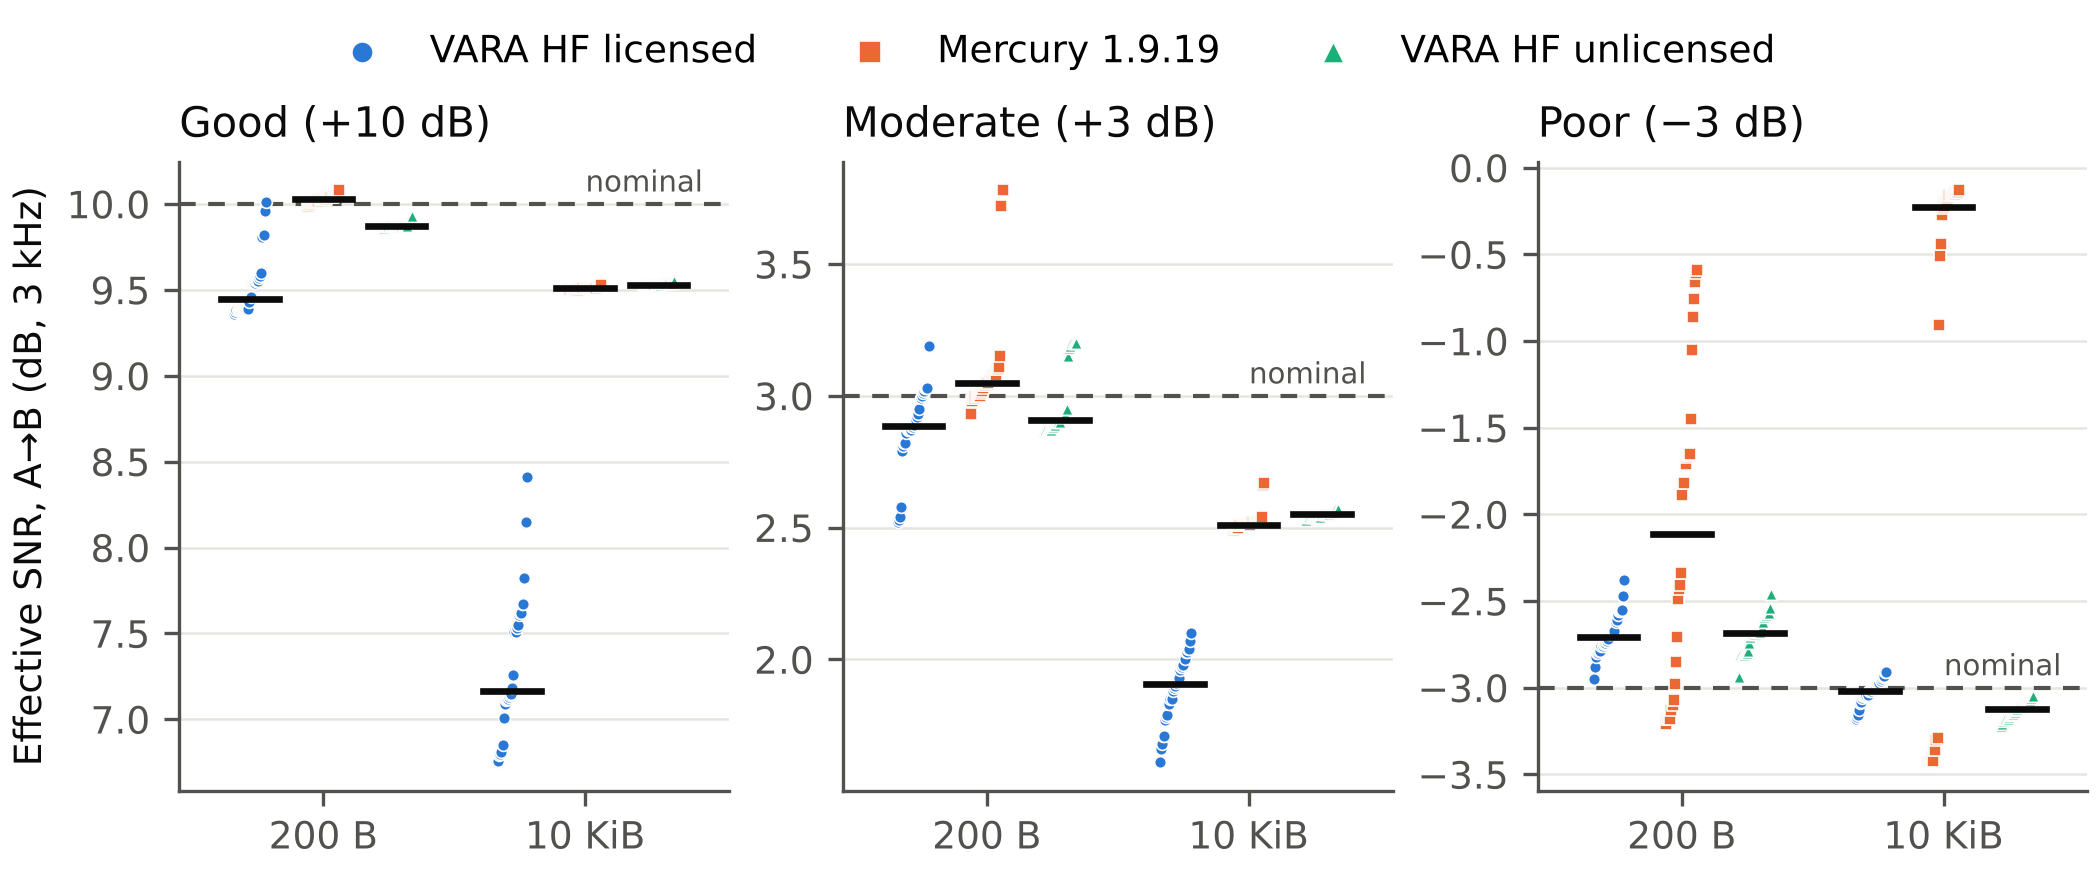 VARA HF licensed
Mercury 1.9.19
VARA HF unlicensed
Good (+10 dB)
Moderate (+3 dB)
Poor (−3 dB)
Effective SNR, A→B (dB, 3 kHz)
10.0
9.5
9.0
8.5
8.0
7.5
7.0
nominal
200 B
10 KiB
3.5
3.0
2.5
2.0
nominal
200 B
10 KiB
0.0
−0.5
−1.0
−1.5
−2.0
−2.5
−3.0
−3.5
nominal
200 B
10 KiB